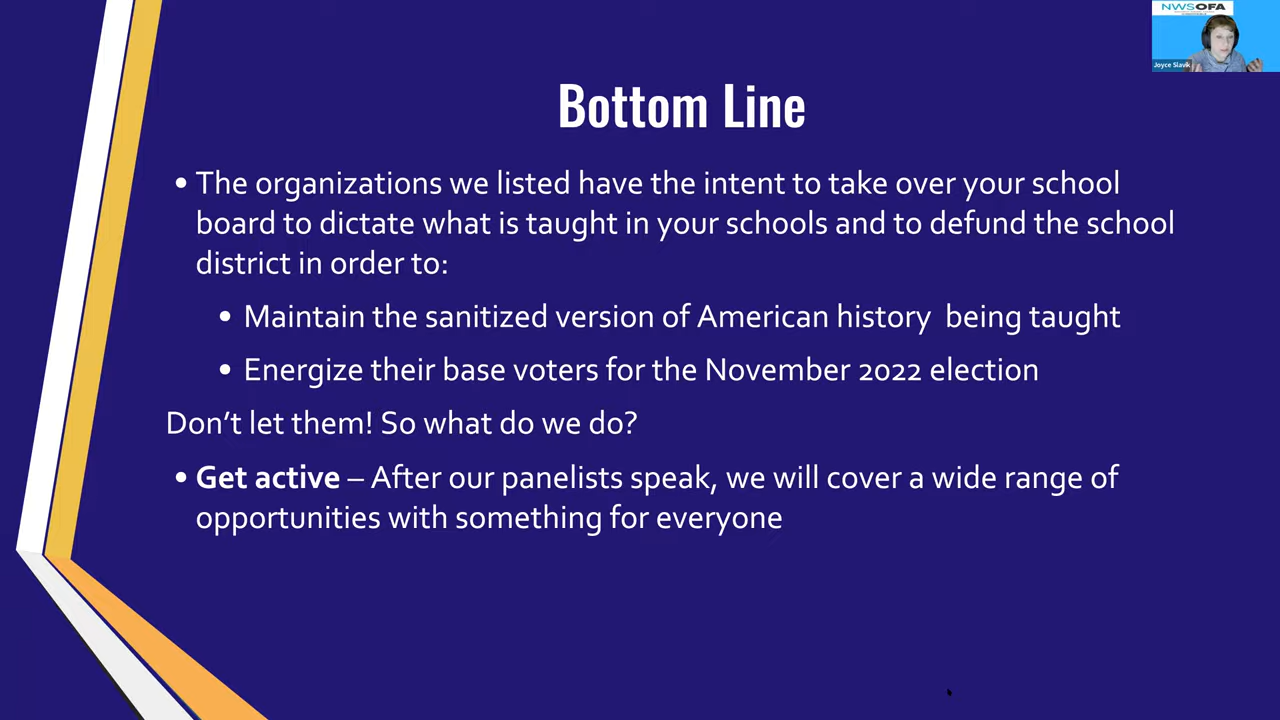 NWSOFA
Joyce Slavik
Bottom Line
• The organizations we listed have the intent to take over your school
board to dictate what is taught in your schools and to defund the school
district in order to:
• Maintain the sanitized version of American history being taught
• Energize their base voters for the November 2022 election
Don’t let them! So what do we do?
• Get active – After our panelists speak, we will cover a wide range of
opportunities with something for everyone